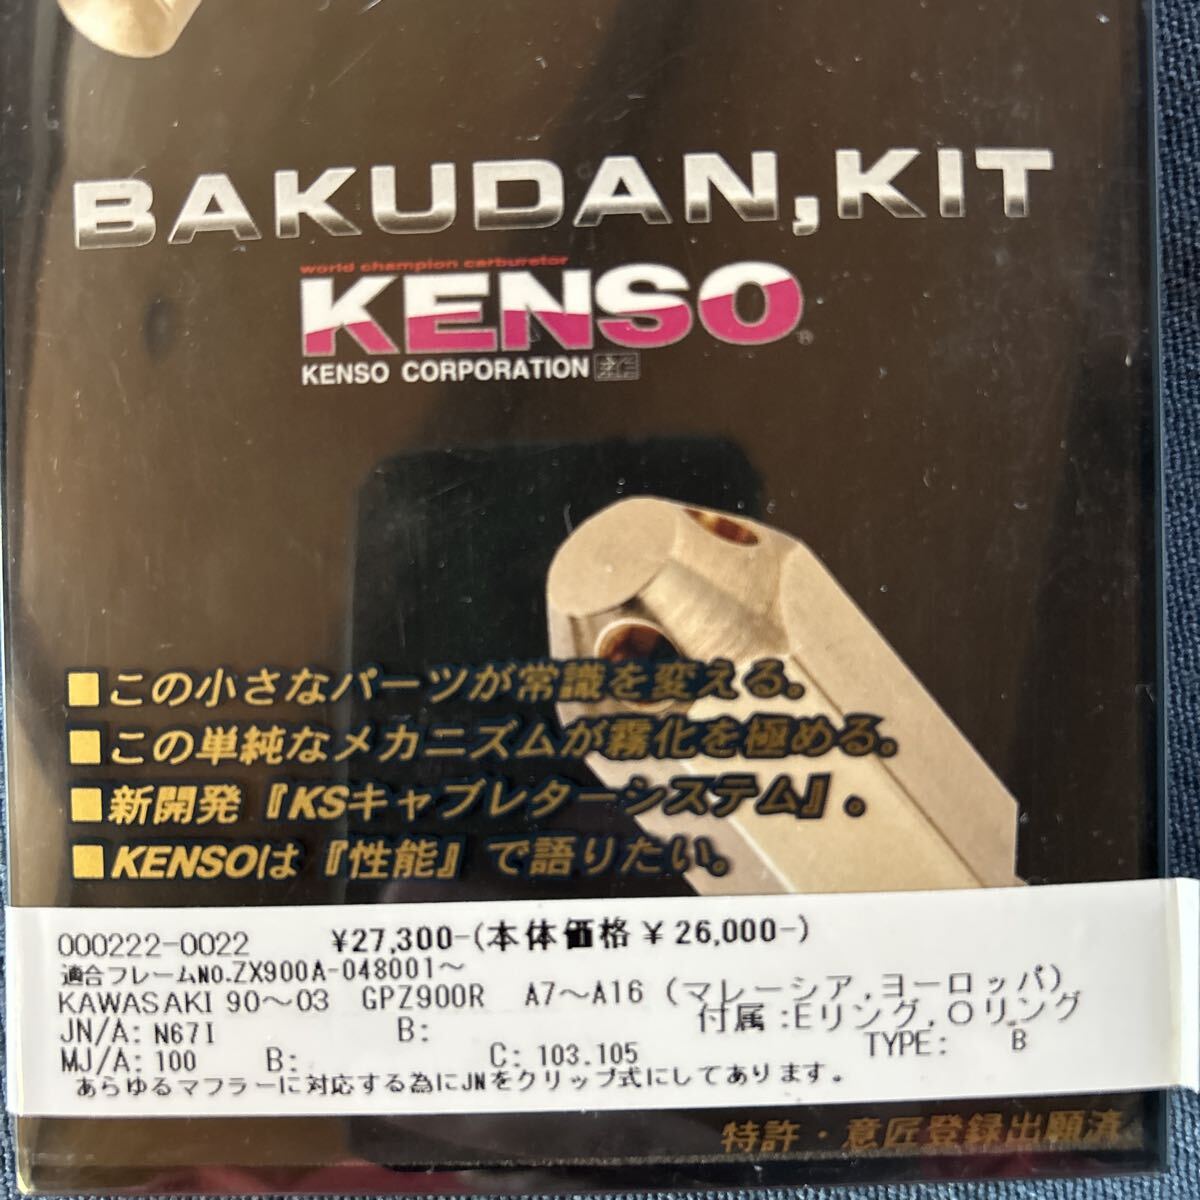 BAKUDAN,KIT
world champion carburetor
KENSO®
KENSO CORPORATION
■この小さなパーツが常識を変える。
■この単純なメカニズムが霧化を極める。
■新開発『KSキャブレターシステム』。
■KENSOは『性能』で語りたい。
000222-0022 ¥27,300-(本体価格¥26,000-)
適合フレームNO.ZX900A-048001〜
KAWASAKI 90〜03 GPZ900R A7〜A16 (マレーシア,ヨーロッパ)
JN/A: N67I B: 付属:Eリング,Oリング
MJ/A: 100 B: C: 103.105 TYPE: B
あらゆるマフラーに対応する為にJNをクリップ式にしてあります.
特許・意匠登録出願済